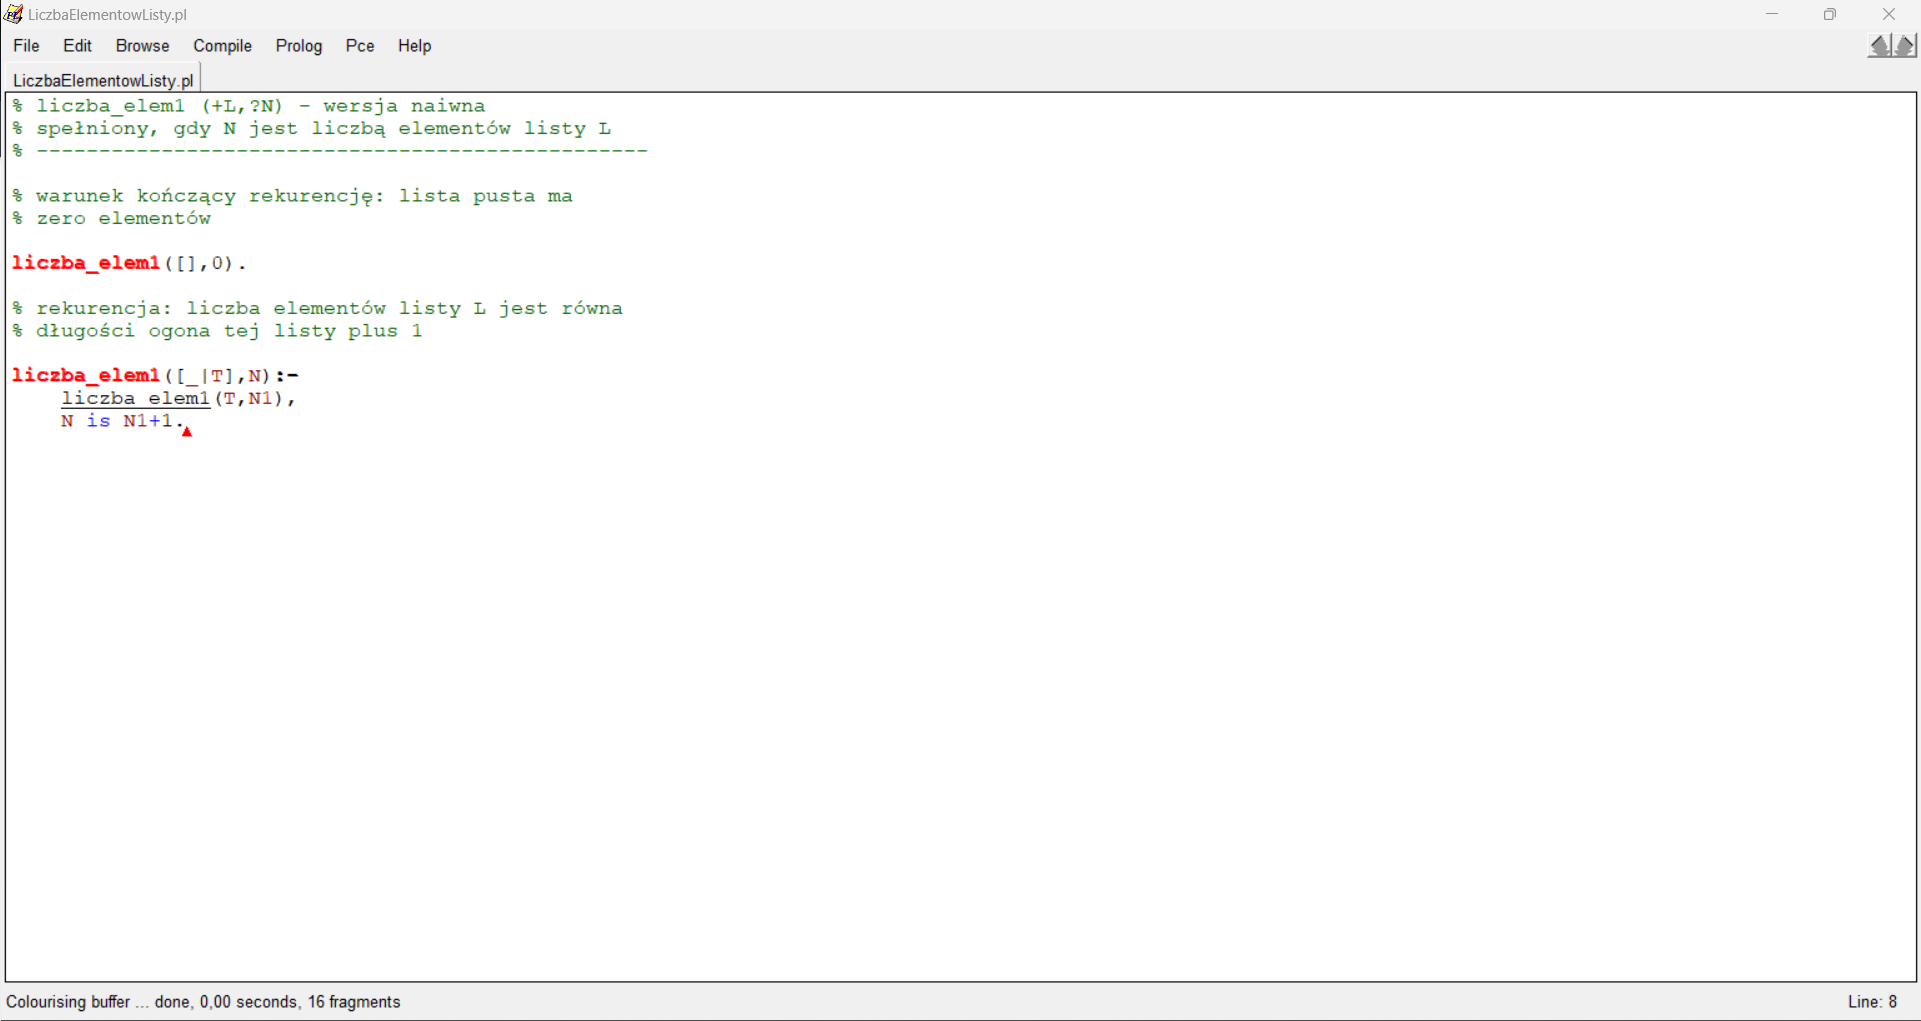 LiczbaElementowListy.pl
File Edit Browse Compile Prolog Pce Help
LiczbaElementowListy.pl
% liczba_elem1 (+L,?N) - wersja naiwna
% spełniony, gdy N jest liczbą elementów listy L
% -------------------------------------------------
% warunek kończący rekurencję: lista pusta ma
% zero elementów
liczba_elem1([],0).
% rekurencja: liczba elementów listy L jest równa
% długości ogona tej listy plus 1
liczba_elem1([_|T],N):-
liczba_elem1(T,N1),
N is N1+1.
Colourising buffer ... done, 0,00 seconds, 16 fragments
Line: 8